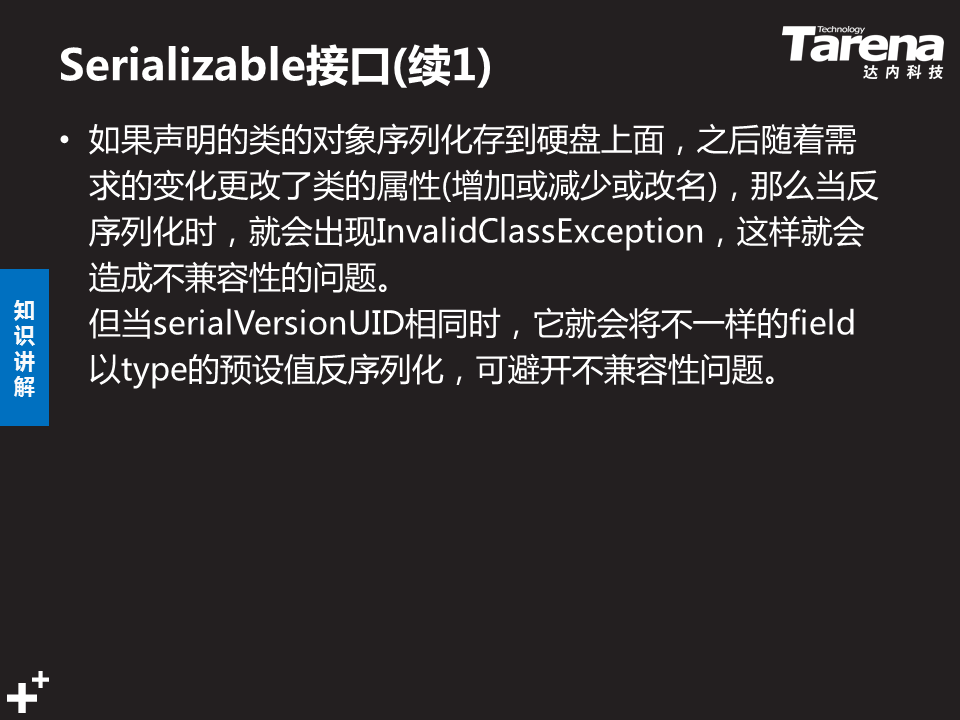 Serializable接口(续1)
Technology
Tarena
达内科技
• 如果声明的类的对象序列化存到硬盘上面，之后随着需
求的变化更改了类的属性(增加或减少或改名)，那么当反
序列化时，就会出现InvalidClassException，这样就会
造成不兼容性的问题。
但当serialVersionUID相同时，它就会将不一样的field
以type的预设值反序列化，可避开不兼容性问题。
知
识
讲
解